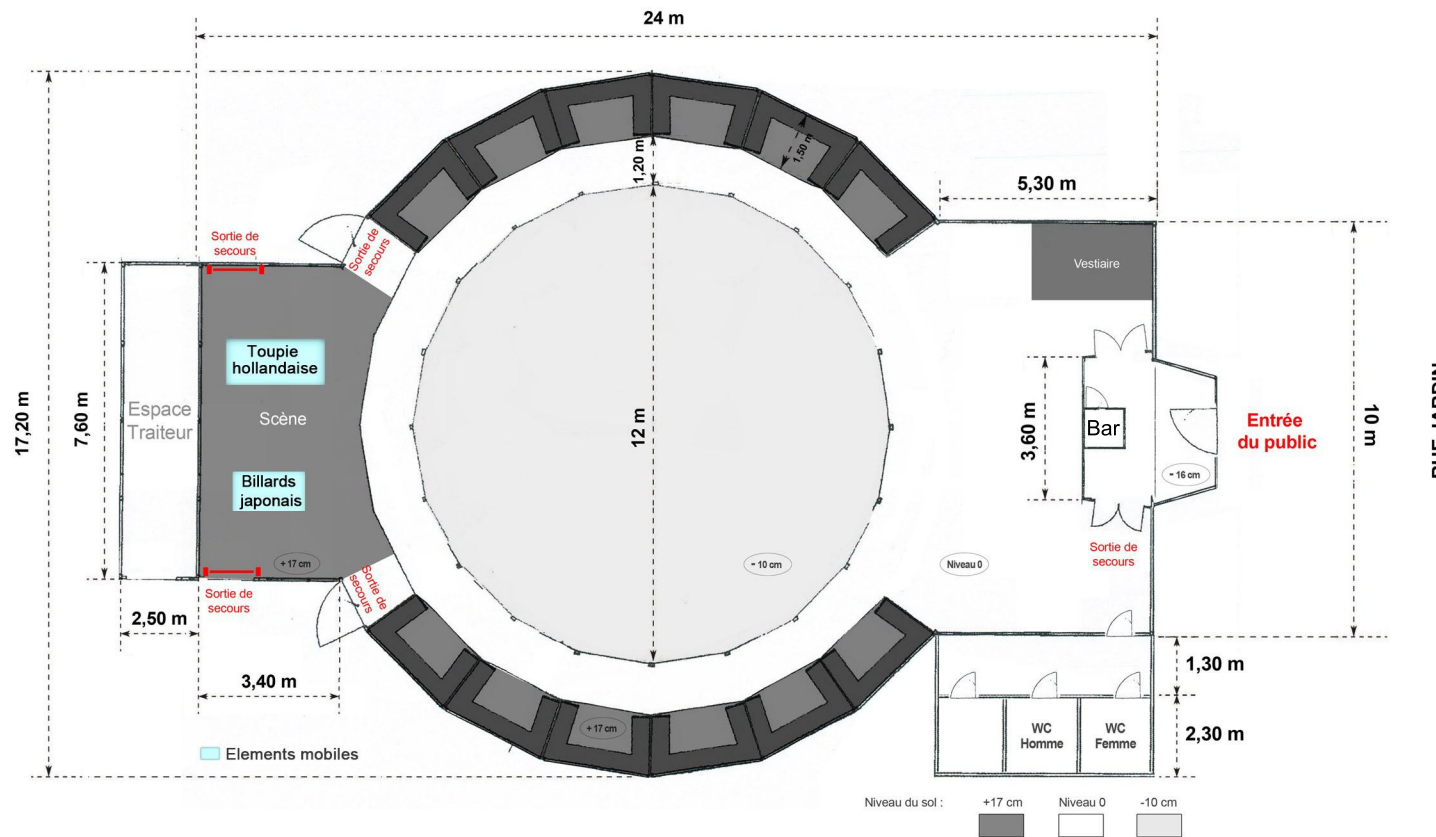 24 m
1,20 m
1,50 m
5,30 m
Sortie de
secours
Sortie de
secours
Vestiaire
17,20 m
7,60 m
Toupie
hollandaise
Espace
Traiteur
Scène
12 m
3,60 m
Bar
Entrée
du public
10 m
RUE JARDIN
Billards
japonais
- 16 cm
+ 17 cm
- 10 cm
Niveau 0
Sortie de
secours
Sortie de
secours
Sortie de
secours
2,50 m
3,40 m
1,30 m
+ 17 cm
WC
Homme
WC
Femme
2,30 m
Elements mobiles
Niveau du sol :
+17 cm
Niveau 0
-10 cm